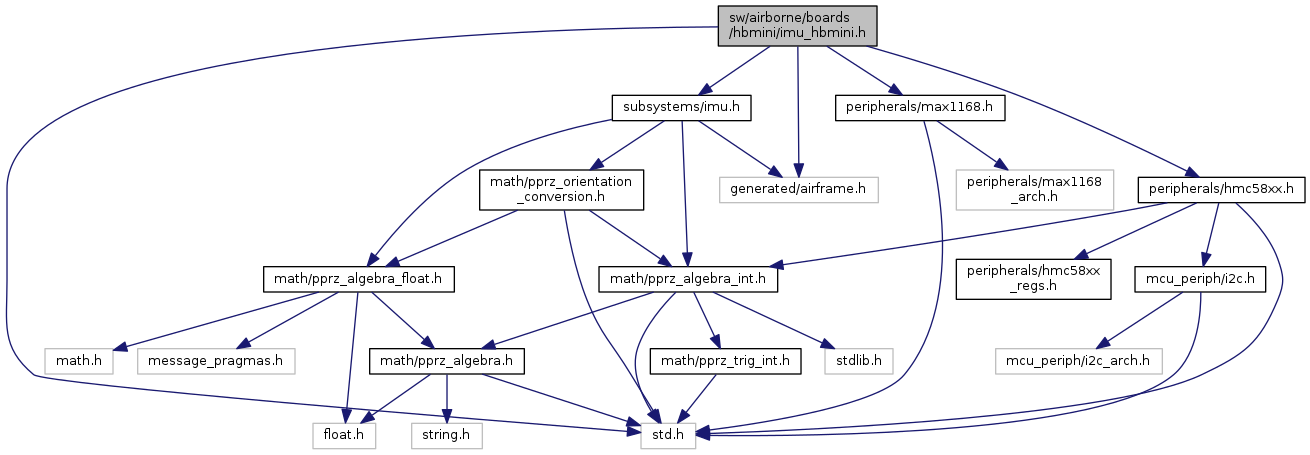 sw/airborne/boards
/hbmini/imu_hbmini.h
subsystems/imu.h
peripherals/max1168.h
math/pprz_orientation
_conversion.h
generated/airframe.h
peripherals/max1168
_arch.h
peripherals/hmc58xx.h
math/pprz_algebra_float.h
math/pprz_algebra_int.h
peripherals/hmc58xx
_regs.h
mcu_periph/i2c.h
math.h
message_pragmas.h
math/pprz_algebra.h
math/pprz_trig_int.h
stdlib.h
mcu_periph/i2c_arch.h
float.h
string.h
std.h